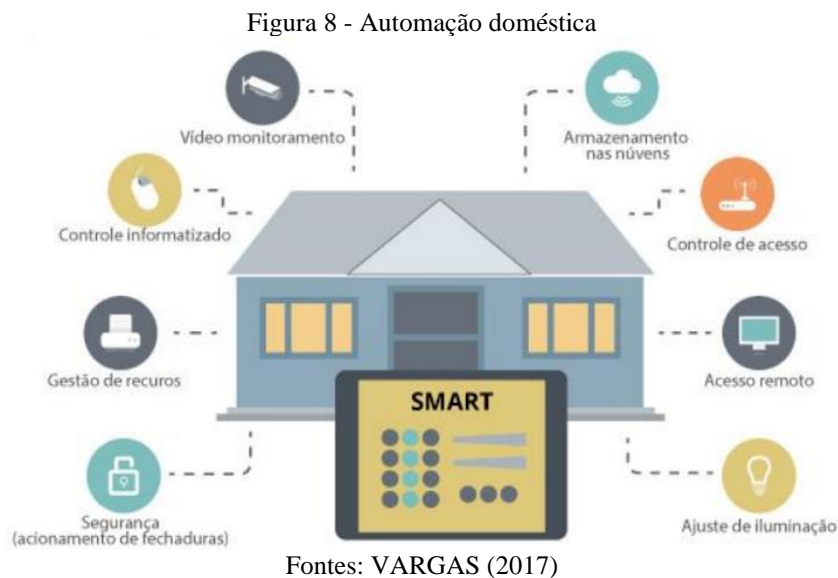 Figura 8 - Automação doméstica
Vídeo monitoramento
Armazenamento
nas núvens
Controle informatizado
Controle de acesso
Gestão de recuros
Acesso remoto
SMART
Segurança
(acionamento de fechaduras)
Ajuste de iluminação
Fontes: VARGAS (2017)